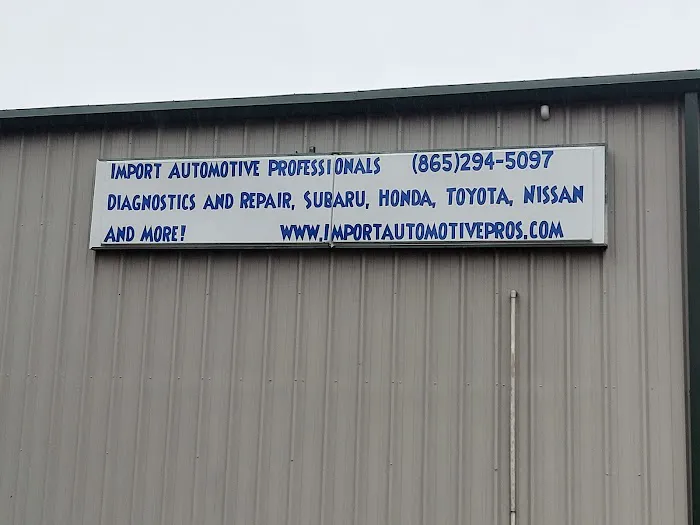 IMPORT AUTOMOTIVE PROFESSIONALS (865)294-5097
DIAGNOSTICS AND REPAIR, SUBARU, HONDA, TOYOTA, NISSAN
AND MORE! WWW.IMPORTAUTOMOTIVEPROS.COM